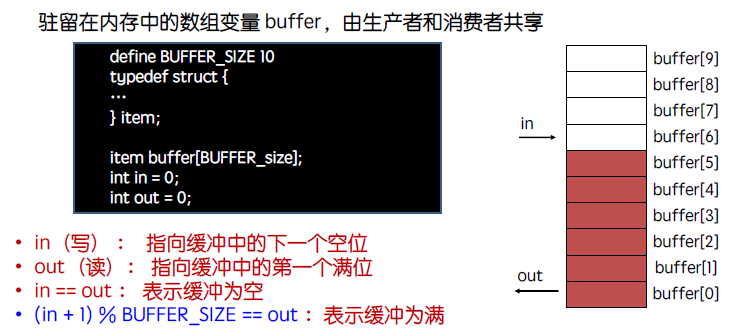 驻留在内存中的数组变量 buffer，由生产者和消费者共享
define BUFFER_SIZE 10
typedef struct {
…
} item;
item buffer[BUFFER_size];
int in = 0;
int out = 0;
• in（写）： 指向缓冲中的下一个空位
• out（读）： 指向缓冲中的第一个满位
• in == out： 表示缓冲为空
• (in + 1) % BUFFER_SIZE == out： 表示缓冲为满
buffer[9]
buffer[8]
buffer[7]
in
buffer[6]
buffer[5]
buffer[4]
buffer[3]
buffer[2]
buffer[1]
out
buffer[0]